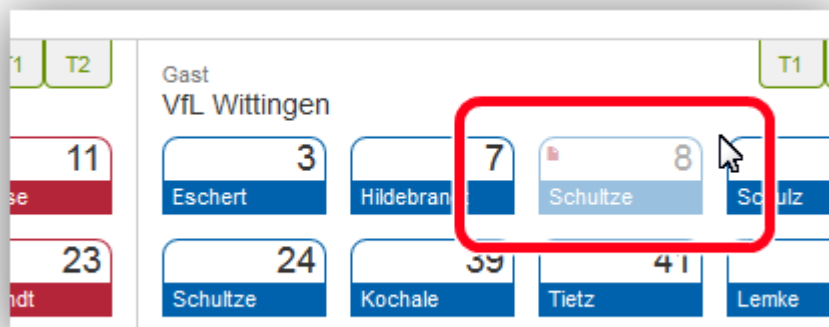 T1 T2 T1
Gast
VfL Wittingen
11 3 7 8
Eschert Hildebran Schultze
23 24 39 41
Schultze Kochale Tietz Lemke